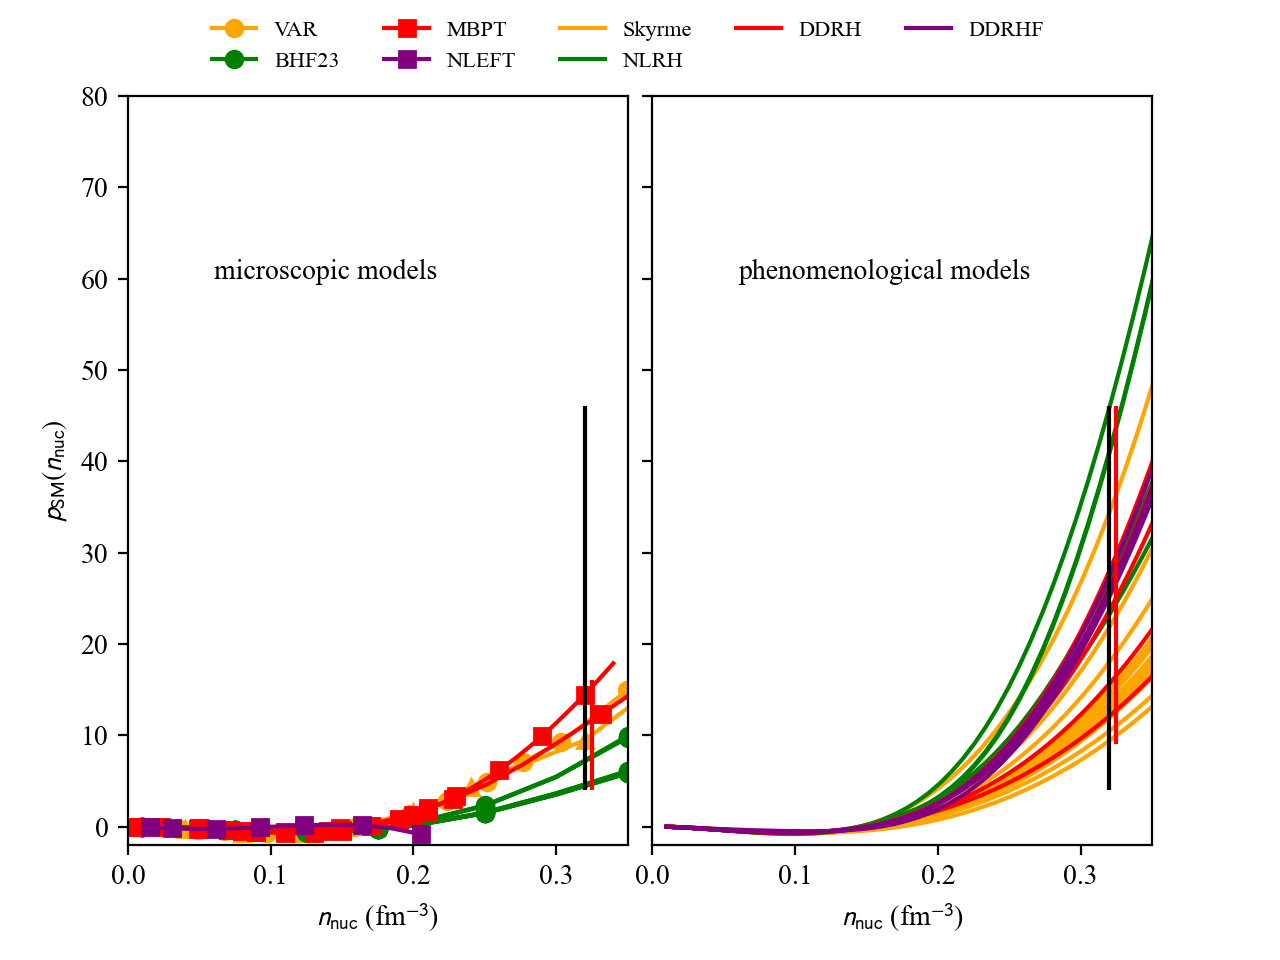 VAR MBPT Skyrme DDRH DDRHF
BHF23 NLEFT NLRH
80
70
60
50
40
30
20
10
0
p_SM(n_nuc)
microscopic models
phenomenological models
0.0 0.1 0.2 0.3 0.0 0.1 0.2 0.3
n_nuc (fm⁻³) n_nuc (fm⁻³)